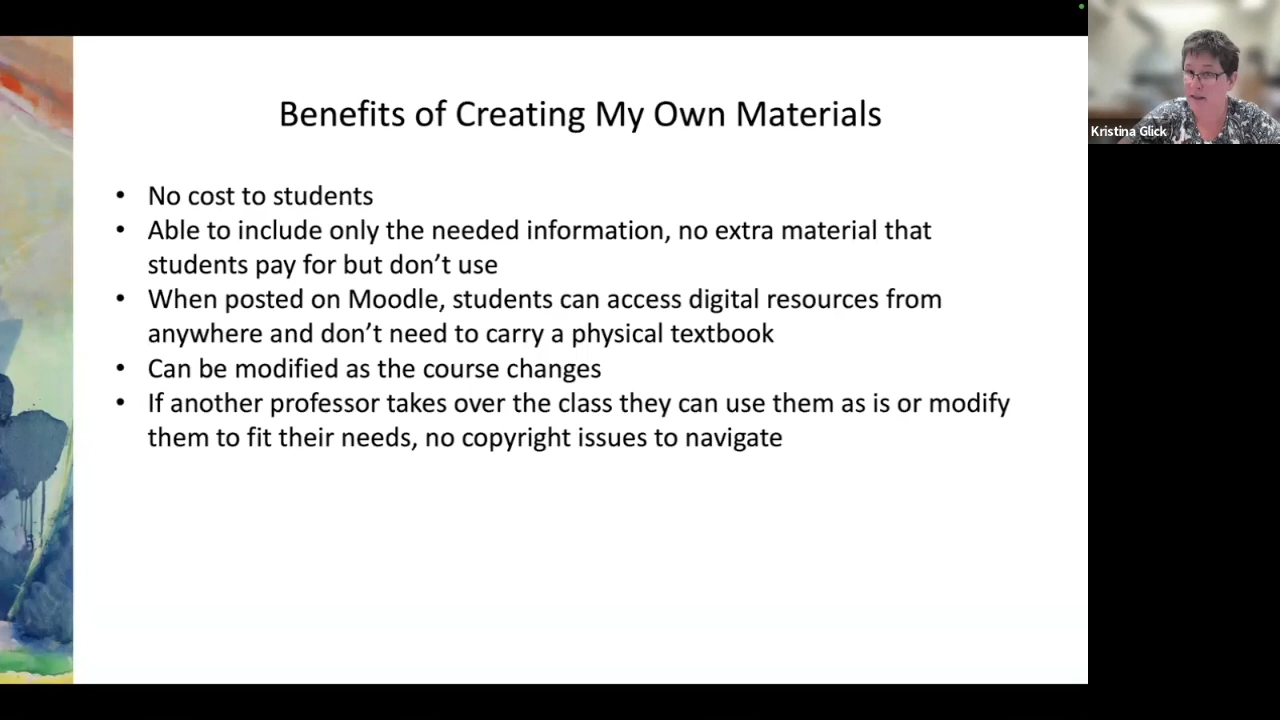 Benefits of Creating My Own Materials
• No cost to students
• Able to include only the needed information, no extra material that
students pay for but don’t use
• When posted on Moodle, students can access digital resources from
anywhere and don’t need to carry a physical textbook
• Can be modified as the course changes
• If another professor takes over the class they can use them as is or modify
them to fit their needs, no copyright issues to navigate
Kristina Glick